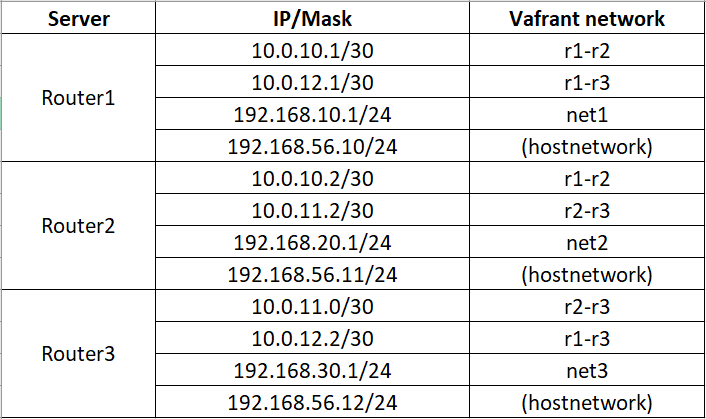 Server IP/Mask Vafrant network
Router1 10.0.10.1/30 r1-r2
10.0.12.1/30 r1-r3
192.168.10.1/24 net1
192.168.56.10/24 (hostnetwork)
Router2 10.0.10.2/30 r1-r2
10.0.11.2/30 r2-r3
192.168.20.1/24 net2
192.168.56.11/24 (hostnetwork)
Router3 10.0.11.0/30 r2-r3
10.0.12.2/30 r1-r3
192.168.30.1/24 net3
192.168.56.12/24 (hostnetwork)